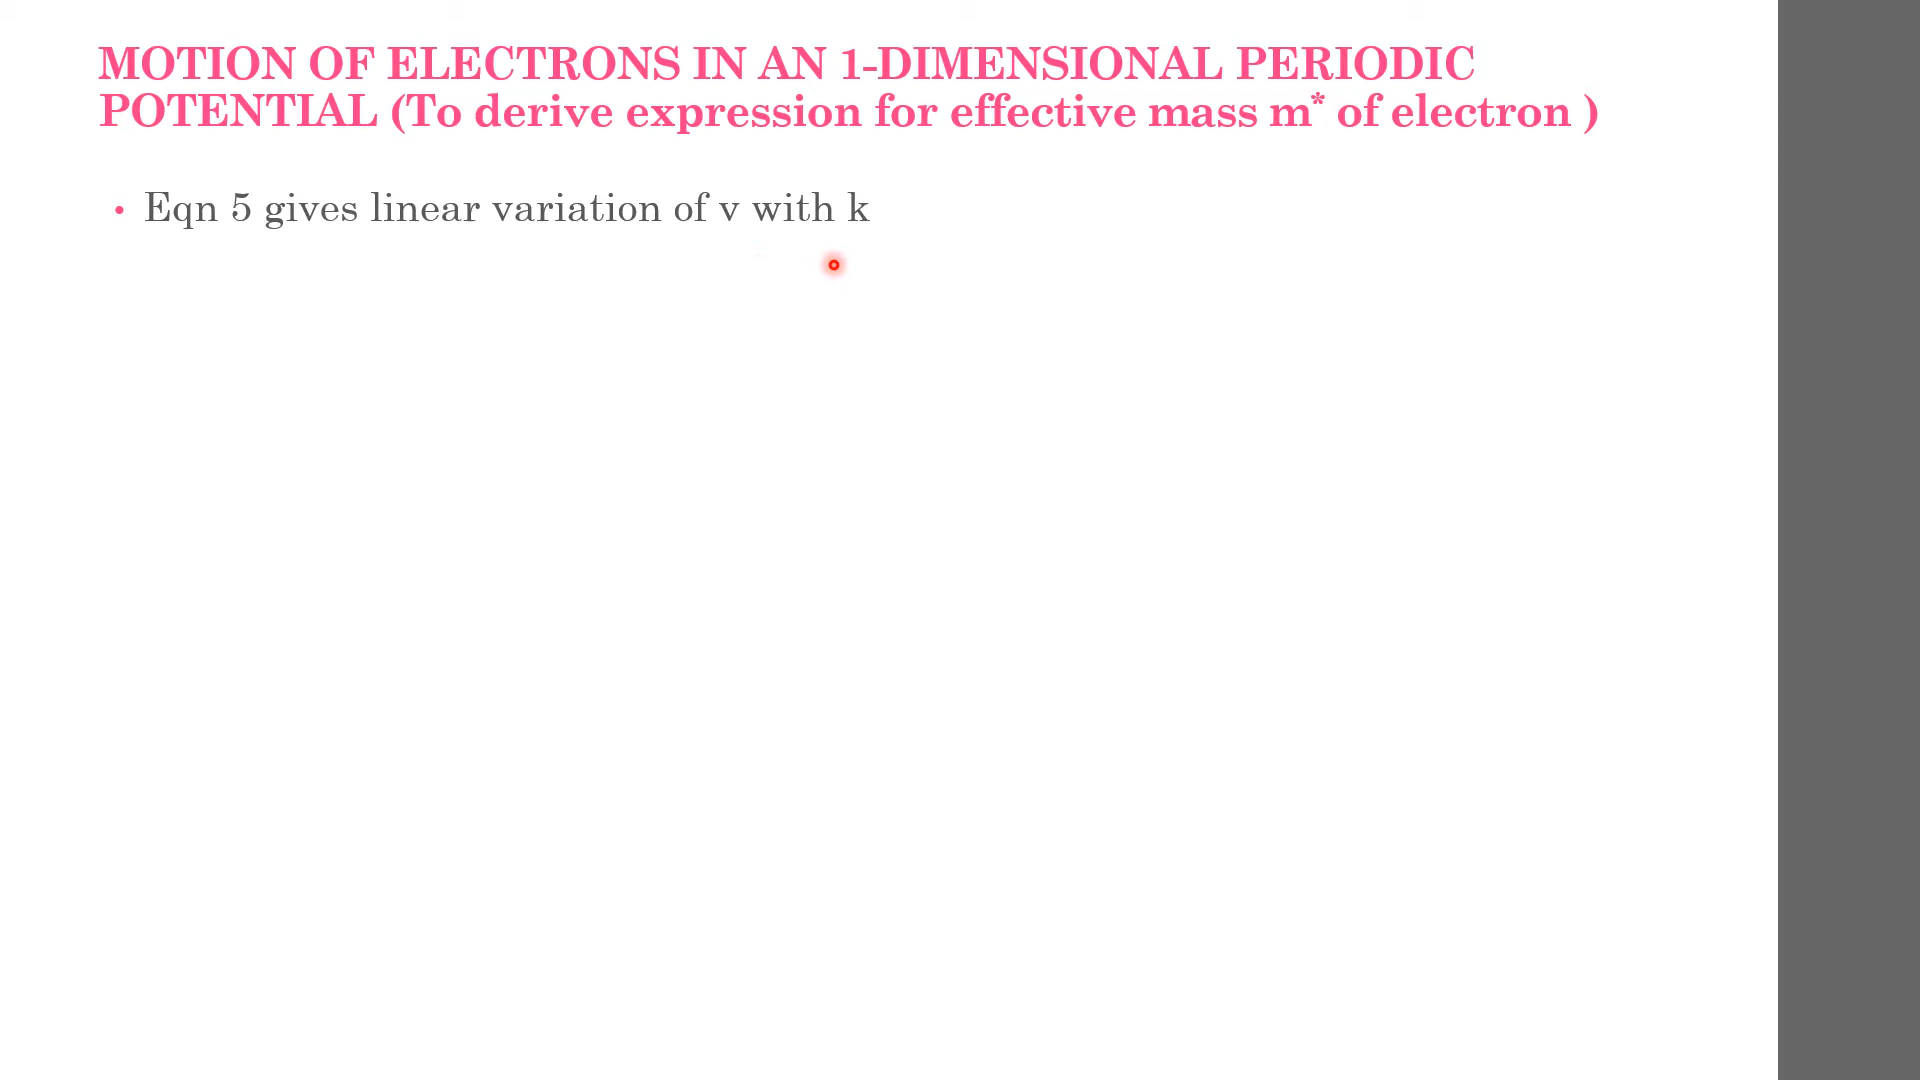 MOTION OF ELECTRONS IN AN 1-DIMENSIONAL PERIODIC
POTENTIAL (To derive expression for effective mass m* of electron )
• Eqn 5 gives linear variation of v with k